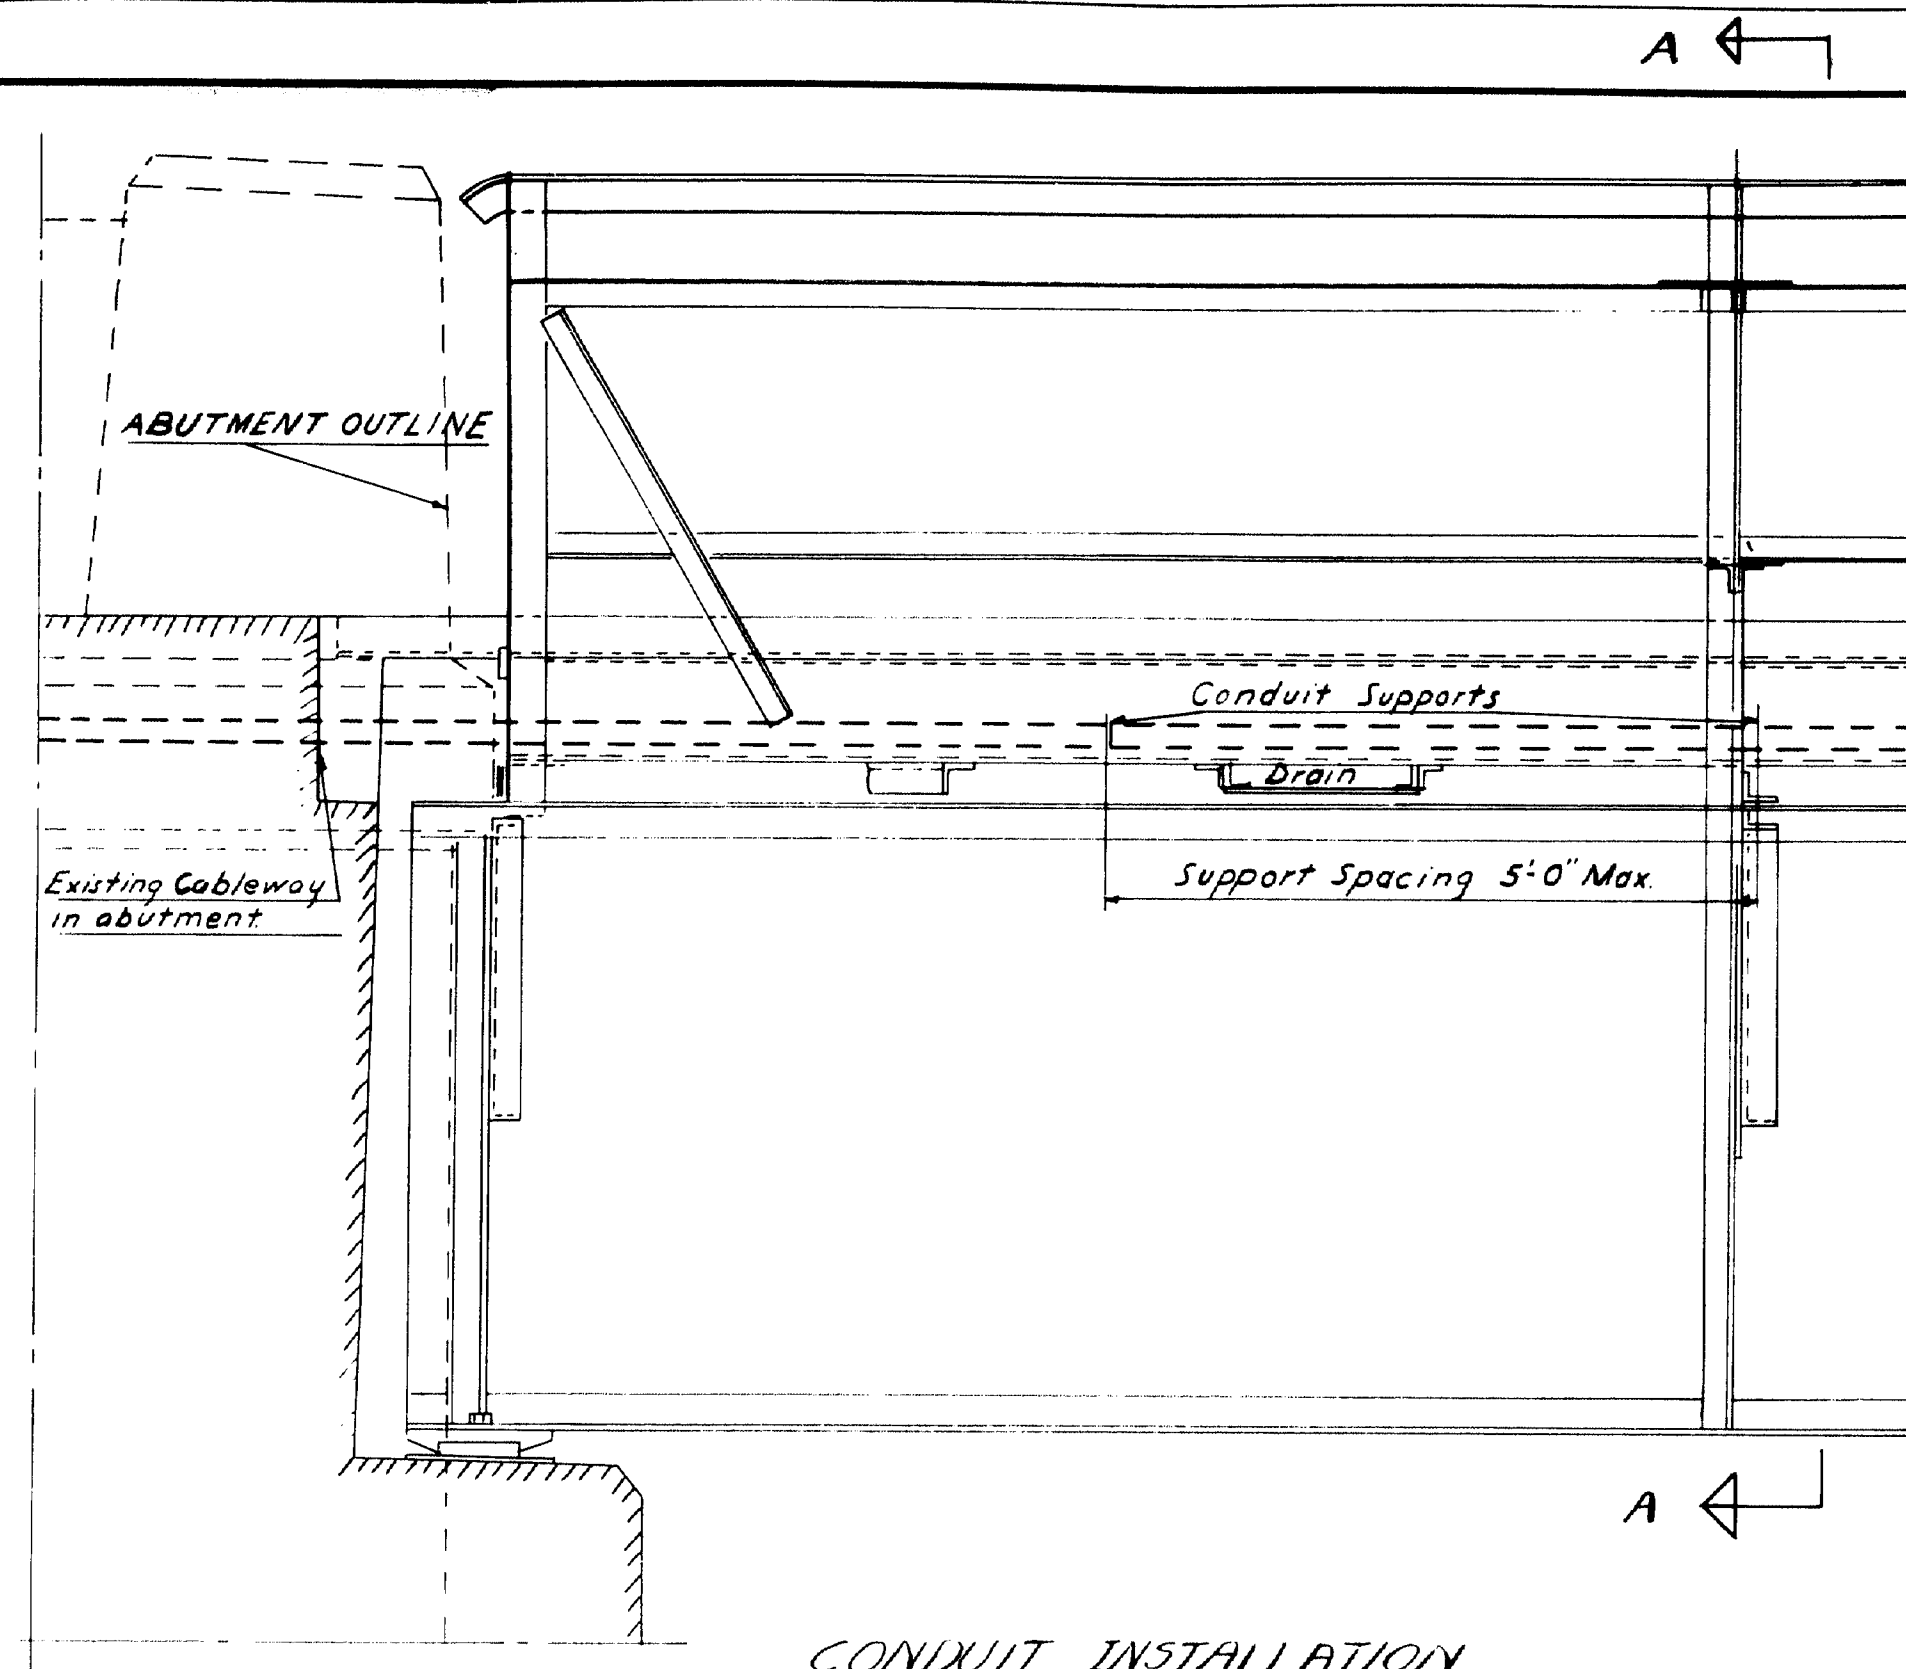 A
ABUTMENT OUTLINE
Conduit Supports
Drain
Support Spacing 5'-0" Max.
Existing Cableway
in abutment.
A
CONDUIT INSTALLATION